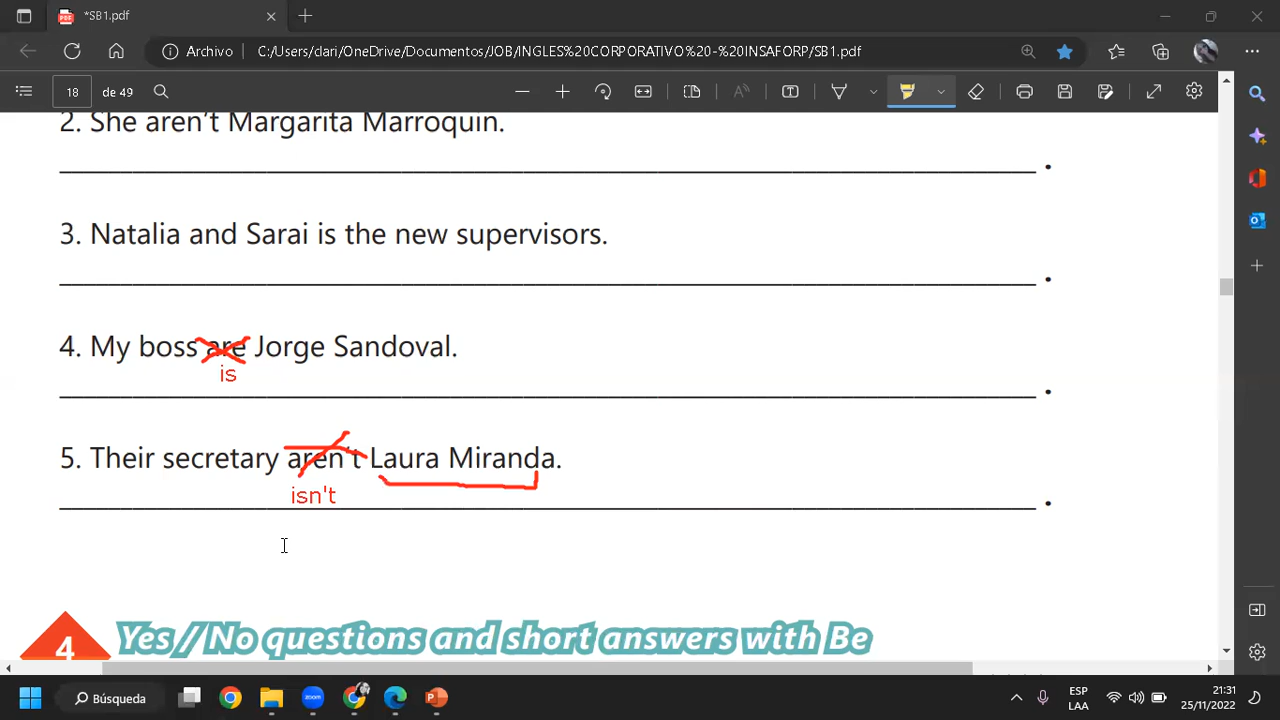 *SB1.pdf
Archivo C:/Users/clari/OneDrive/Documentos/JOB/INGLES%20CORPORATIVO%20-%20INSAFORP/SB1.pdf
18 de 49
2. She aren't Margarita Marroquin.
.
3. Natalia and Sarai is the new supervisors.
.
4. My boss are Jorge Sandoval.
is
.
5. Their secretary aren't Laura Miranda.
isn't
.
4 Yes / No questions and short answers with Be
Búsqueda
ESP
LAA
21:31
25/11/2022